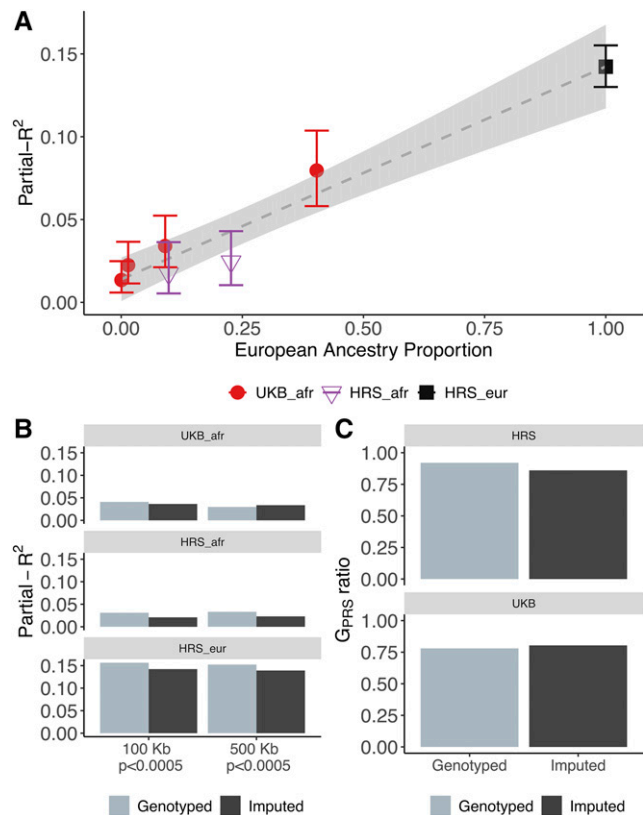 A
Partial−R²
0.15
0.10
0.05
0.00
0.00 0.25 0.50 0.75 1.00
European Ancestry Proportion
UKB_afr HRS_afr HRS_eur
B
Partial − R²
UKB_afr
0.15
0.10
0.05
0.00
HRS_afr
0.15
0.10
0.05
0.00
HRS_eur
0.15
0.10
0.05
0.00
100 Kb 500 Kb
p<0.0005 p<0.0005
Genotyped Imputed
C
GPRS ratio
HRS
1.00
0.75
0.50
0.25
0.00
UKB
1.00
0.75
0.50
0.25
0.00
Genotyped Imputed
Genotyped Imputed